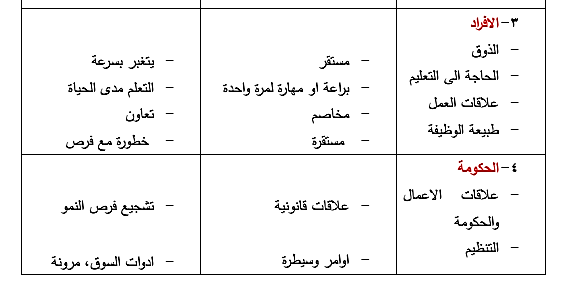 ٣- الافراد
- الذوق
- الحاجة الى التعليم
- علاقات العمل
- طبيعة الوظيفة
- مستقر
- براعة او مهارة لمرة واحدة
- مخاصم
- مستقرة
- يتغبر بسرعة
- التعلم مدى الحياة
- تعاون
- خطورة مع فرص
٤- الحكومة
- علاقات الاعمال
والحكومة
- التنظيم
- علاقات قانونية
- اوامر وسيطرة
- تشجيع فرص النمو
- ادوات السوق، مرونة